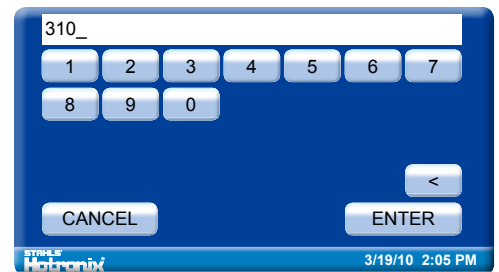 310_
1 2 3 4 5 6 7
8 9 0
<
CANCEL ENTER
STAHLS'
Hotronix
3/19/10 2:05 PM